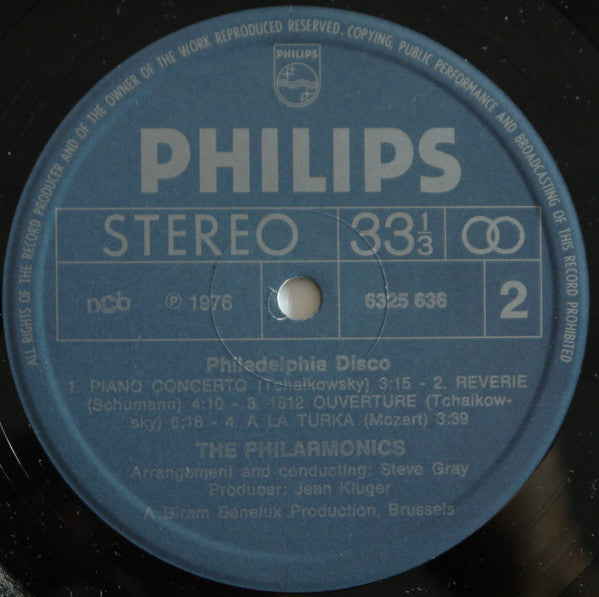 ALL RIGHTS OF THE RECORD PRODUCER AND OF THE OWNER OF THE WORK REPRODUCED RESERVED. COPYING, PUBLIC PERFORMANCE AND BROADCASTING OF THIS RECORD PROHIBITED
PHILIPS
PHILIPS
STEREO 33 1/3
ncb ℗ 1976 6325 636 2
Philadelphia Disco
1. PIANO CONCERTO (Tchaikowsky) 3:15 - 2. REVERIE
(Schumann) 4:10 - 3. 1812 OUVERTURE (Tchaikow-
sky) 6:18 - 4. A LA TURKA (Mozart) 3:39
THE PHILARMONICS
Arrangement and conducting: Steve Gray
Producer: Jean Kluger
A Biram Benelux Production, Brussels